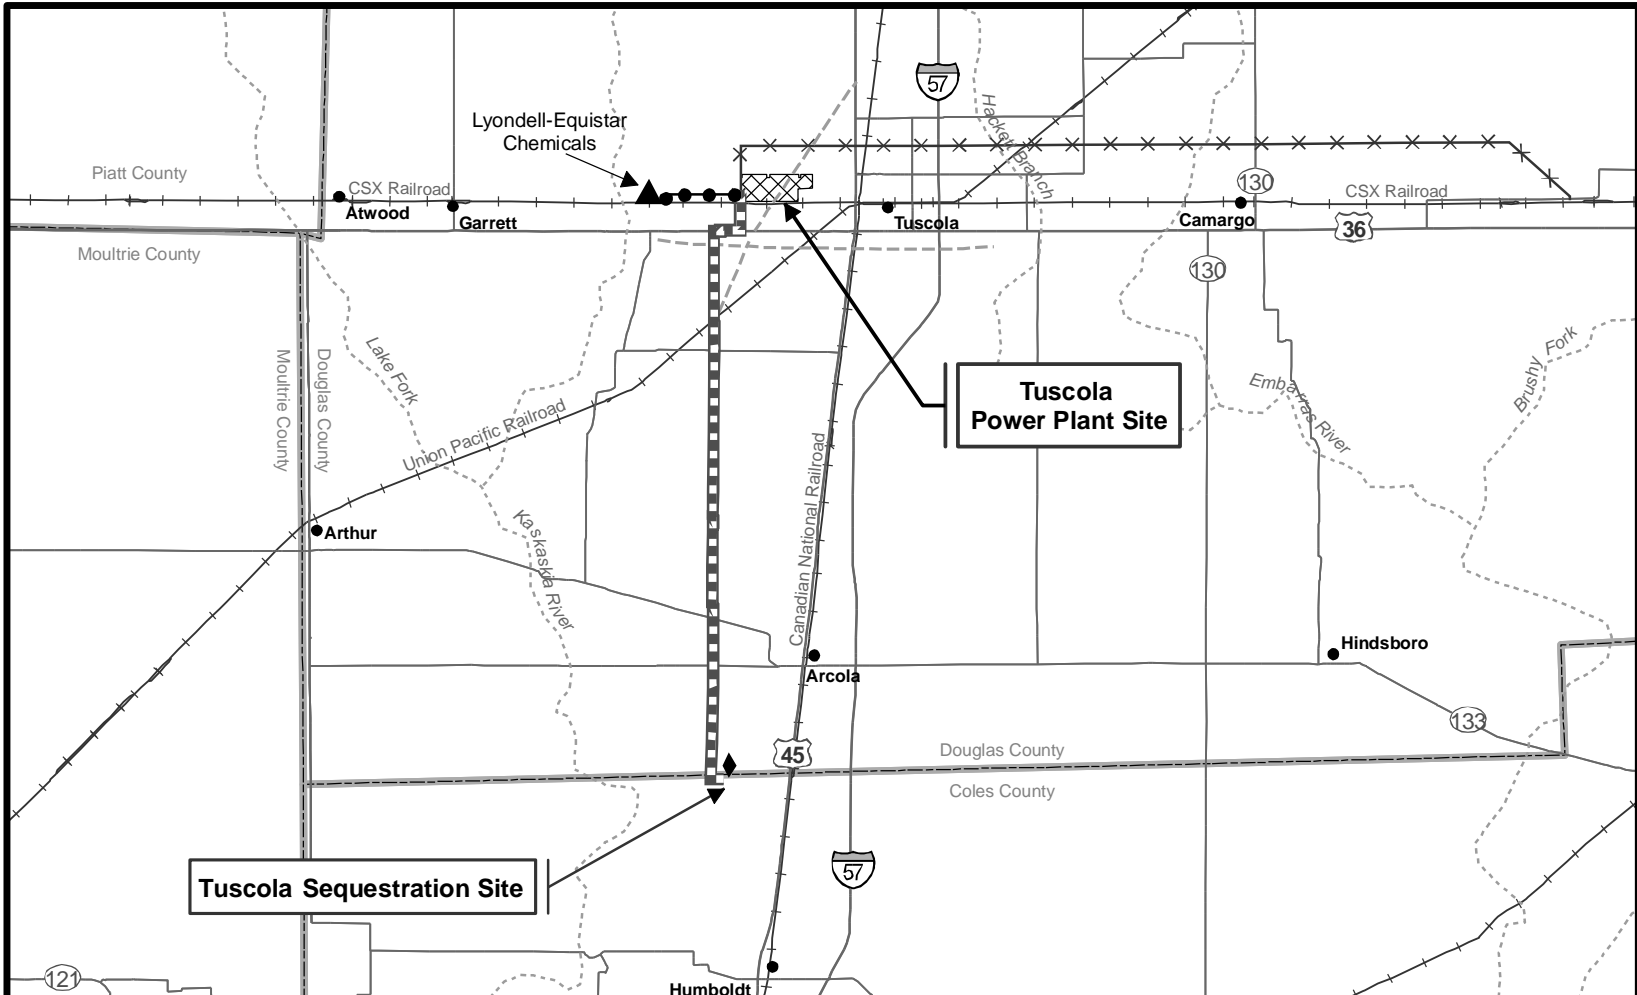 57
Hackett Branch
Lyondell-Equistar
Chemicals
Piatt County
CSX Railroad
Atwood
Garrett
Tuscola
130
Camargo
CSX Railroad
36
Moultrie County
130
Lake Fork
Moultrie County
Douglas County
Union Pacific Railroad
Tuscola
Power Plant Site
Embarras River
Brushy Fork
Canadian National Railroad
Kaskaskia River
Arthur
Arcola
Hindsboro
133
45
Douglas County
Coles County
57
Tuscola Sequestration Site
121
Humboldt